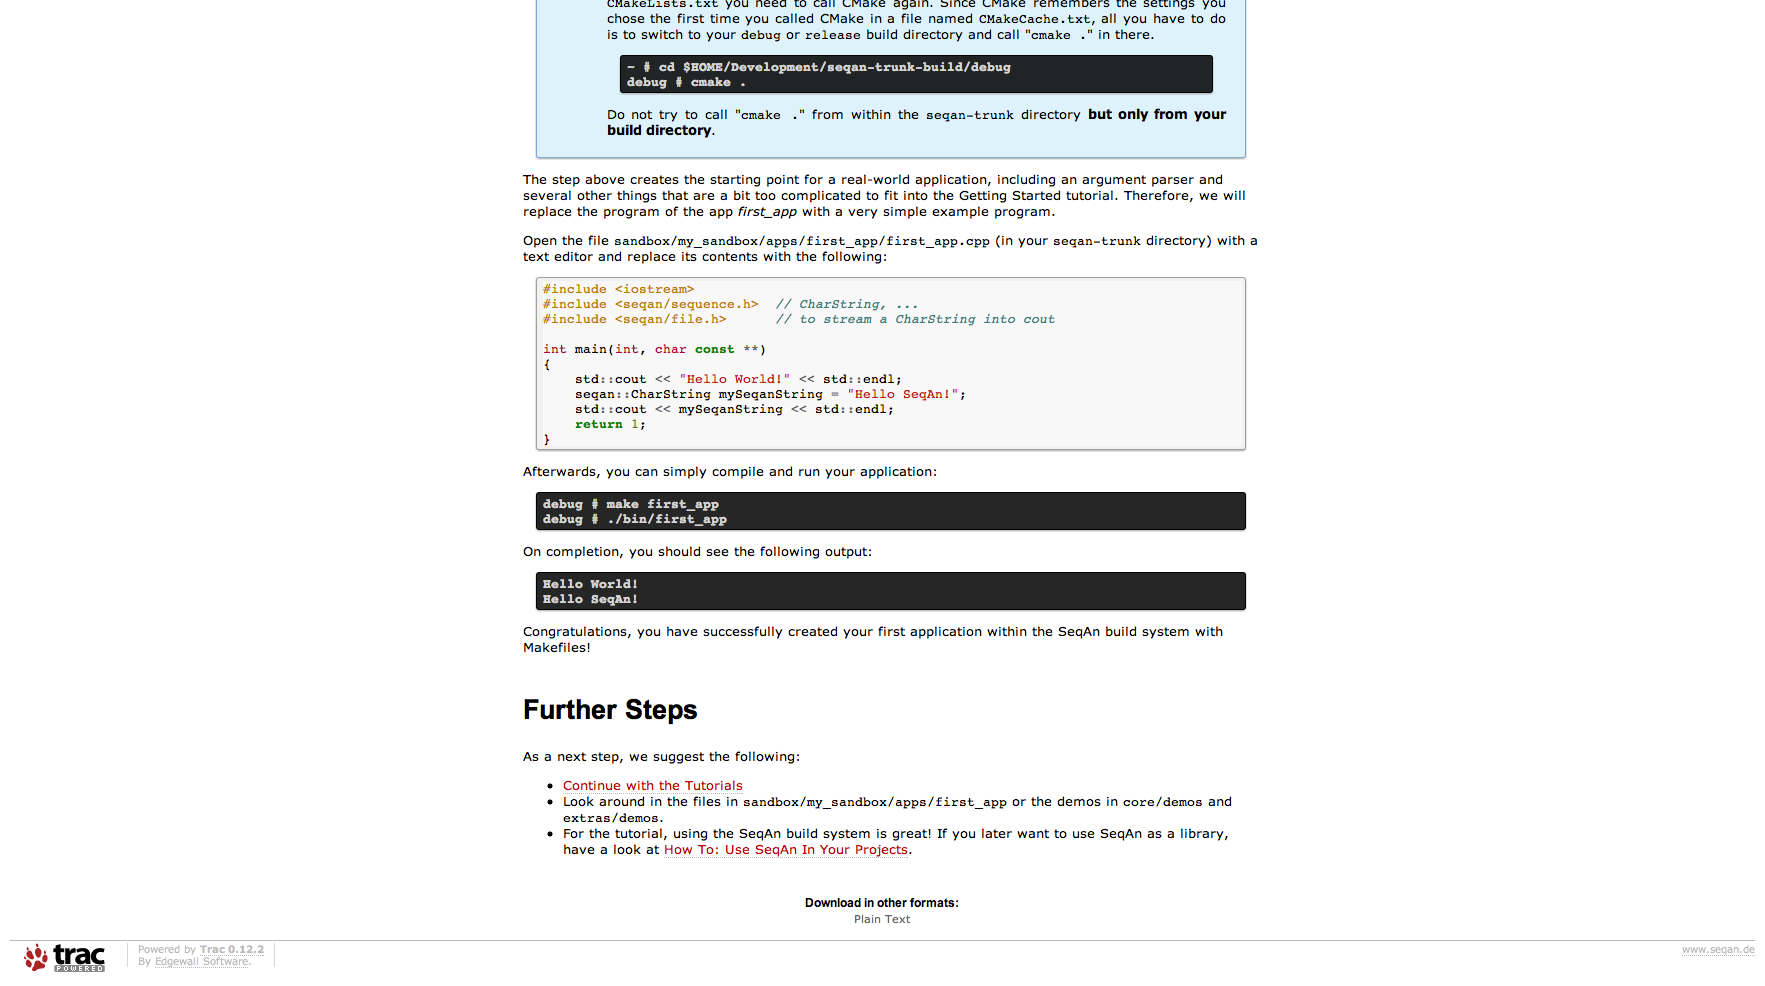 CMakeLists.txt you need to call CMake again. Since CMake remembers the settings you
chose the first time you called CMake in a file named CMakeCache.txt, all you have to do
is to switch to your debug or release build directory and call "cmake ." in there.
~ # cd $HOME/Development/seqan-trunk-build/debug
debug # cmake .
Do not try to call "cmake ." from within the seqan-trunk directory but only from your
build directory.
The step above creates the starting point for a real-world application, including an argument parser and
several other things that are a bit too complicated to fit into the Getting Started tutorial. Therefore, we will
replace the program of the app first_app with a very simple example program.
Open the file sandbox/my_sandbox/apps/first_app/first_app.cpp (in your seqan-trunk directory) with a
text editor and replace its contents with the following:
#include <iostream>
#include <seqan/sequence.h>  // CharString, ...
#include <seqan/file.h>      // to stream a CharString into cout
int main(int, char const **)
{
    std::cout << "Hello World!" << std::endl;
    seqan::CharString mySeqanString = "Hello SeqAn!";
    std::cout << mySeqanString << std::endl;
    return 1;
}
Afterwards, you can simply compile and run your application:
debug # make first_app
debug # ./bin/first_app
On completion, you should see the following output:
Hello World!
Hello SeqAn!
Congratulations, you have successfully created your first application within the SeqAn build system with
Makefiles!
Further Steps
As a next step, we suggest the following:
• Continue with the Tutorials
• Look around in the files in sandbox/my_sandbox/apps/first_app or the demos in core/demos and
extras/demos.
• For the tutorial, using the SeqAn build system is great! If you later want to use SeqAn as a library,
have a look at How To: Use SeqAn In Your Projects.
Download in other formats:
Plain Text
trac
POWERED
Powered by Trac 0.12.2
By Edgewall Software.
www.seqan.de